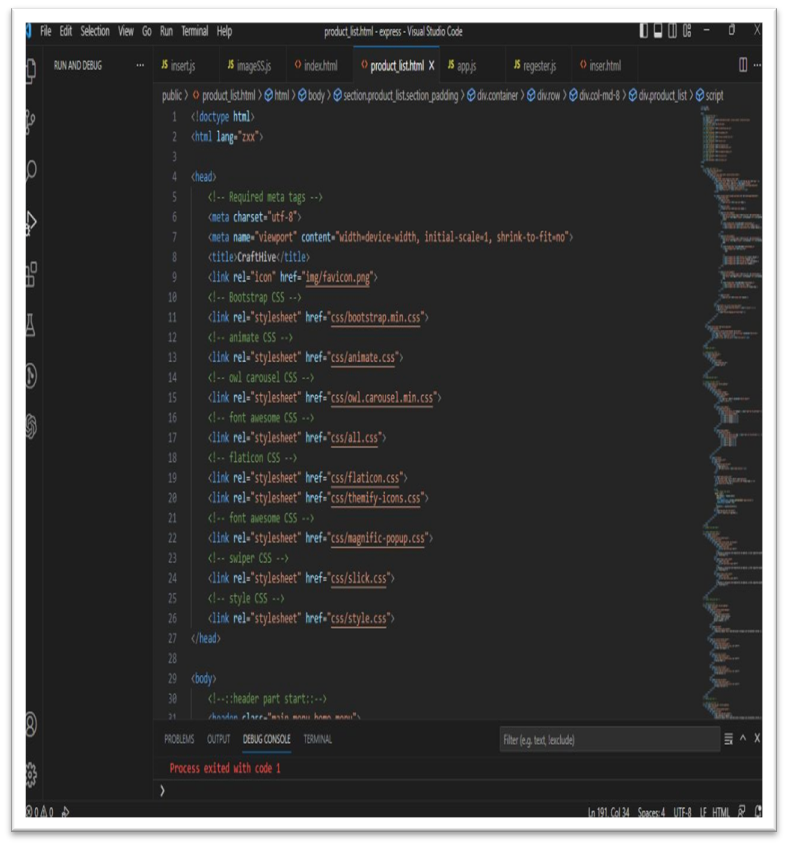 File Edit Selection View Go Run Terminal Help product_list.html - express - Visual Studio Code
RUN AND DEBUG ...
JS insert.js JS imageSS.js <> index.html <> product_list.html X JS app.js JS regester.js <> inser.html ...
public > <> product_list.html > html > body > section.product_list.section_padding > div.container > div.row > div.col-md-8 > div.product_list > script
1 <!doctype html>
2 <html lang="zxx">
3
4 <head>
5 <!-- Required meta tags -->
6 <meta charset="utf-8">
7 <meta name="viewport" content="width=device-width, initial-scale=1, shrink-to-fit=no">
8 <title>CraftHive</title>
9 <link rel="icon" href="img/favicon.png">
10 <!-- Bootstrap CSS -->
11 <link rel="stylesheet" href="css/bootstrap.min.css">
12 <!-- animate CSS -->
13 <link rel="stylesheet" href="css/animate.css">
14 <!-- owl carousel CSS -->
15 <link rel="stylesheet" href="css/owl.carousel.min.css">
16 <!-- font awesome CSS -->
17 <link rel="stylesheet" href="css/all.css">
18 <!-- flaticon CSS -->
19 <link rel="stylesheet" href="css/flaticon.css">
20 <link rel="stylesheet" href="css/themify-icons.css">
21 <!-- font awesome CSS -->
22 <link rel="stylesheet" href="css/magnific-popup.css">
23 <!-- swiper CSS -->
24 <link rel="stylesheet" href="css/slick.css">
25 <!-- style CSS -->
26 <link rel="stylesheet" href="css/style.css">
27 </head>
28
29 <body>
30 <!--::header part start::-->
31 <header class="main_menu home_menu">
PROBLEMS OUTPUT DEBUG CONSOLE TERMINAL Filter (e.g. text, !exclude)
Process exited with code 1
>
0 0 Ln 191, Col 34 Spaces: 4 UTF-8 LF HTML